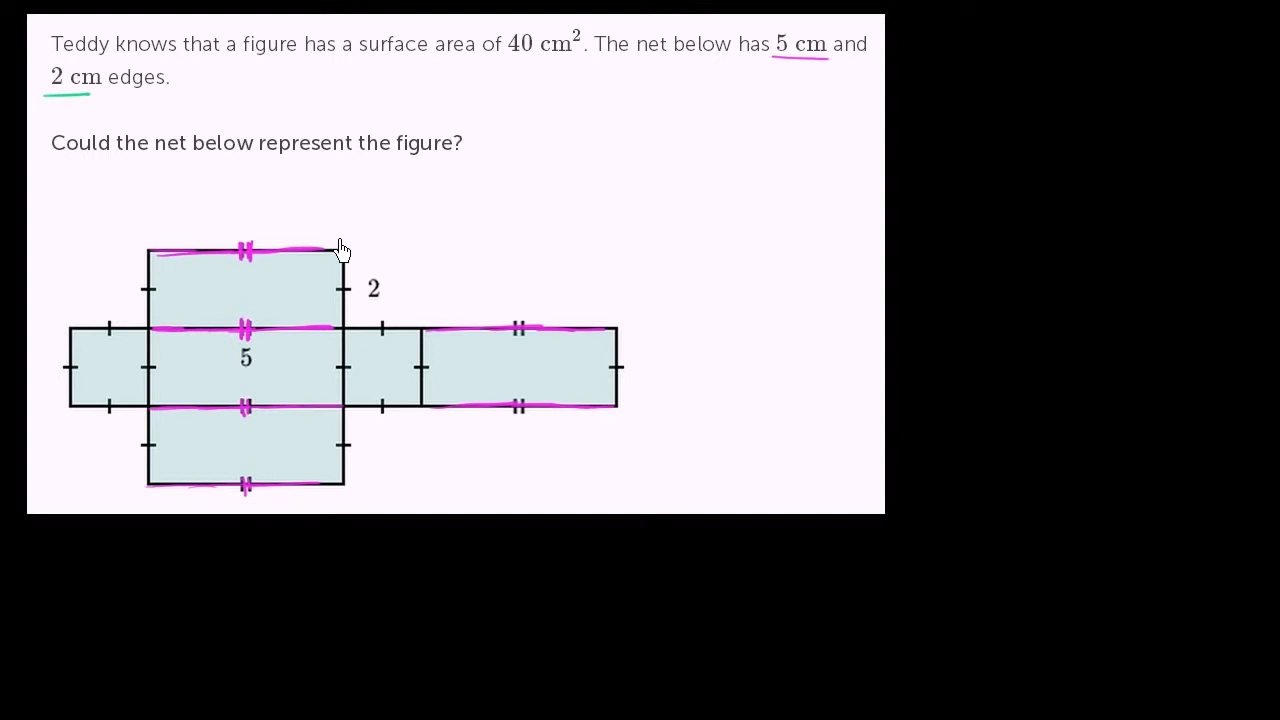 Teddy knows that a figure has a surface area of 40 cm². The net below has 5 cm and
2 cm edges.
Could the net below represent the figure?
2
5